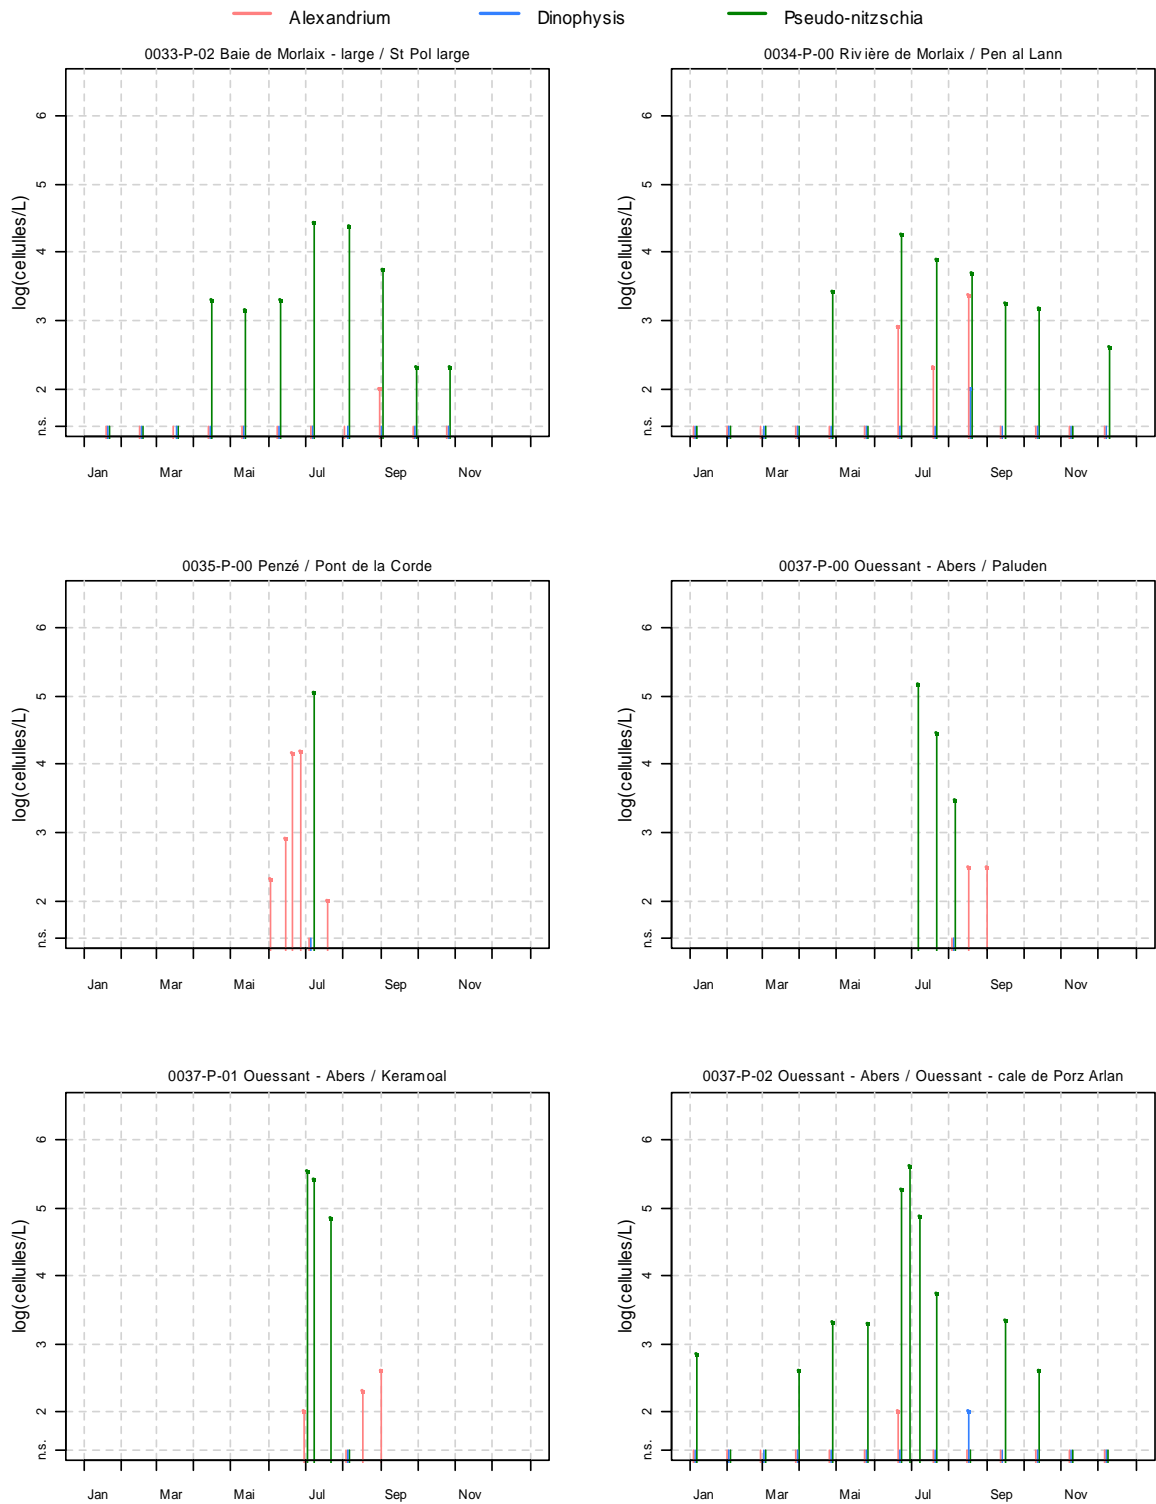 Alexandrium Dinophysis Pseudo-nitzschia
0033-P-02 Baie de Morlaix - large / St Pol large
log(cellulles/L)
6
5
4
3
2
n.s.
Jan Mar Mai Jul Sep Nov
0034-P-00 Rivière de Morlaix / Pen al Lann
log(cellulles/L)
6
5
4
3
2
n.s.
Jan Mar Mai Jul Sep Nov
0035-P-00 Penzé / Pont de la Corde
log(cellulles/L)
6
5
4
3
2
n.s.
Jan Mar Mai Jul Sep Nov
0037-P-00 Ouessant - Abers / Paluden
log(cellulles/L)
6
5
4
3
2
n.s.
Jan Mar Mai Jul Sep Nov
0037-P-01 Ouessant - Abers / Keramoal
log(cellulles/L)
6
5
4
3
2
n.s.
Jan Mar Mai Jul Sep Nov
0037-P-02 Ouessant - Abers / Ouessant - cale de Porz Arlan
log(cellulles/L)
6
5
4
3
2
n.s.
Jan Mar Mai Jul Sep Nov